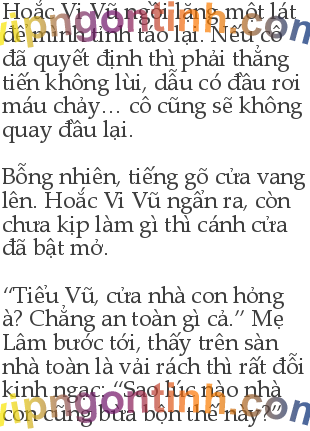 Hoắc Vi Vũ ngồi lặng một lát
vipngontinh.com
để mình tỉnh táo lại. Nếu cô
đã quyết định thì phải thẳng
tiến không lùi, dẫu có đầu rơi
máu chảy... cô cũng sẽ không
quay đầu lại.
Bỗng nhiên, tiếng gõ cửa vang
lên. Hoắc Vi Vũ ngẩn ra, còn
chưa kịp làm gì thì cánh cửa
đã bật mở.
“Tiểu Vũ, cửa nhà con hỏng
à? Chẳng an toàn gì cả.” Mẹ
Lâm bước tới, thấy trên sàn
nhà toàn là vải rách thì rất đỗi
kinh ngạc: “Sao lúc nào nhà
con cũng bừa bộn thế này?”
vipngontinh.com